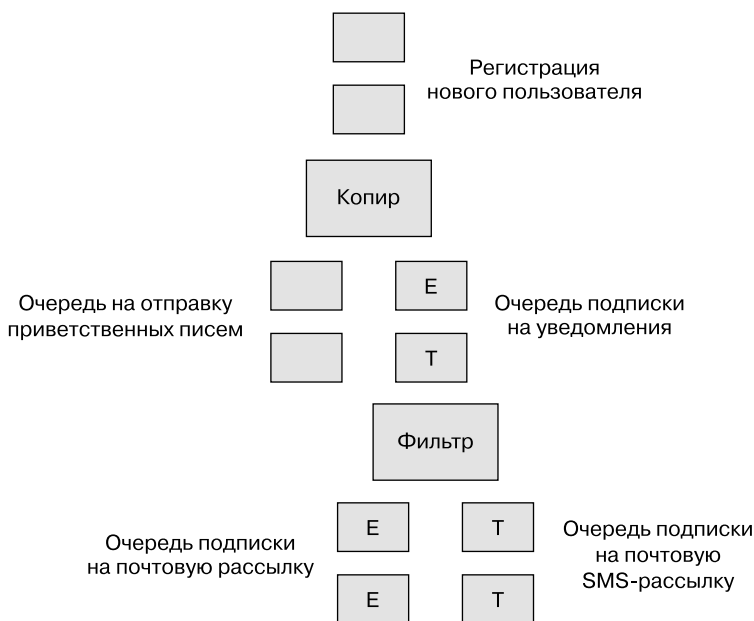 Регистрация
нового пользователя
Копир
Очередь на отправку
приветственных писем
Е
Т
Очередь подписки
на уведомления
Фильтр
Очередь подписки
на почтовую рассылку
Е
Т
Е
Т
Очередь подписки
на почтовую
SMS-рассылку